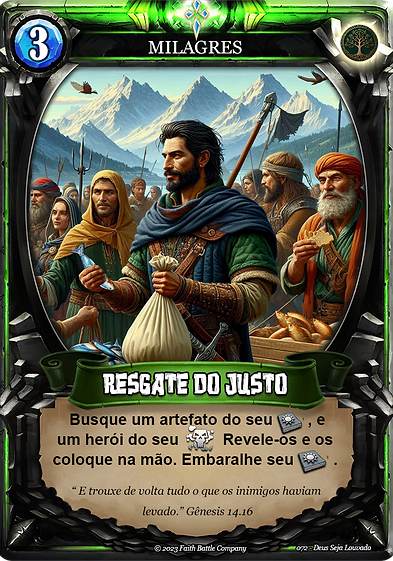 3
MILAGRES
RESGATE DO JUSTO
Busque um artefato do seu , e
um herói do seu Revele-os e os
coloque na mão. Embaralhe seu .
“ E trouxe de volta tudo o que os inimigos haviam
levado.” Gênesis 14.16
© 2023 Faith Battle Company 072 - Deus Seja Louvado